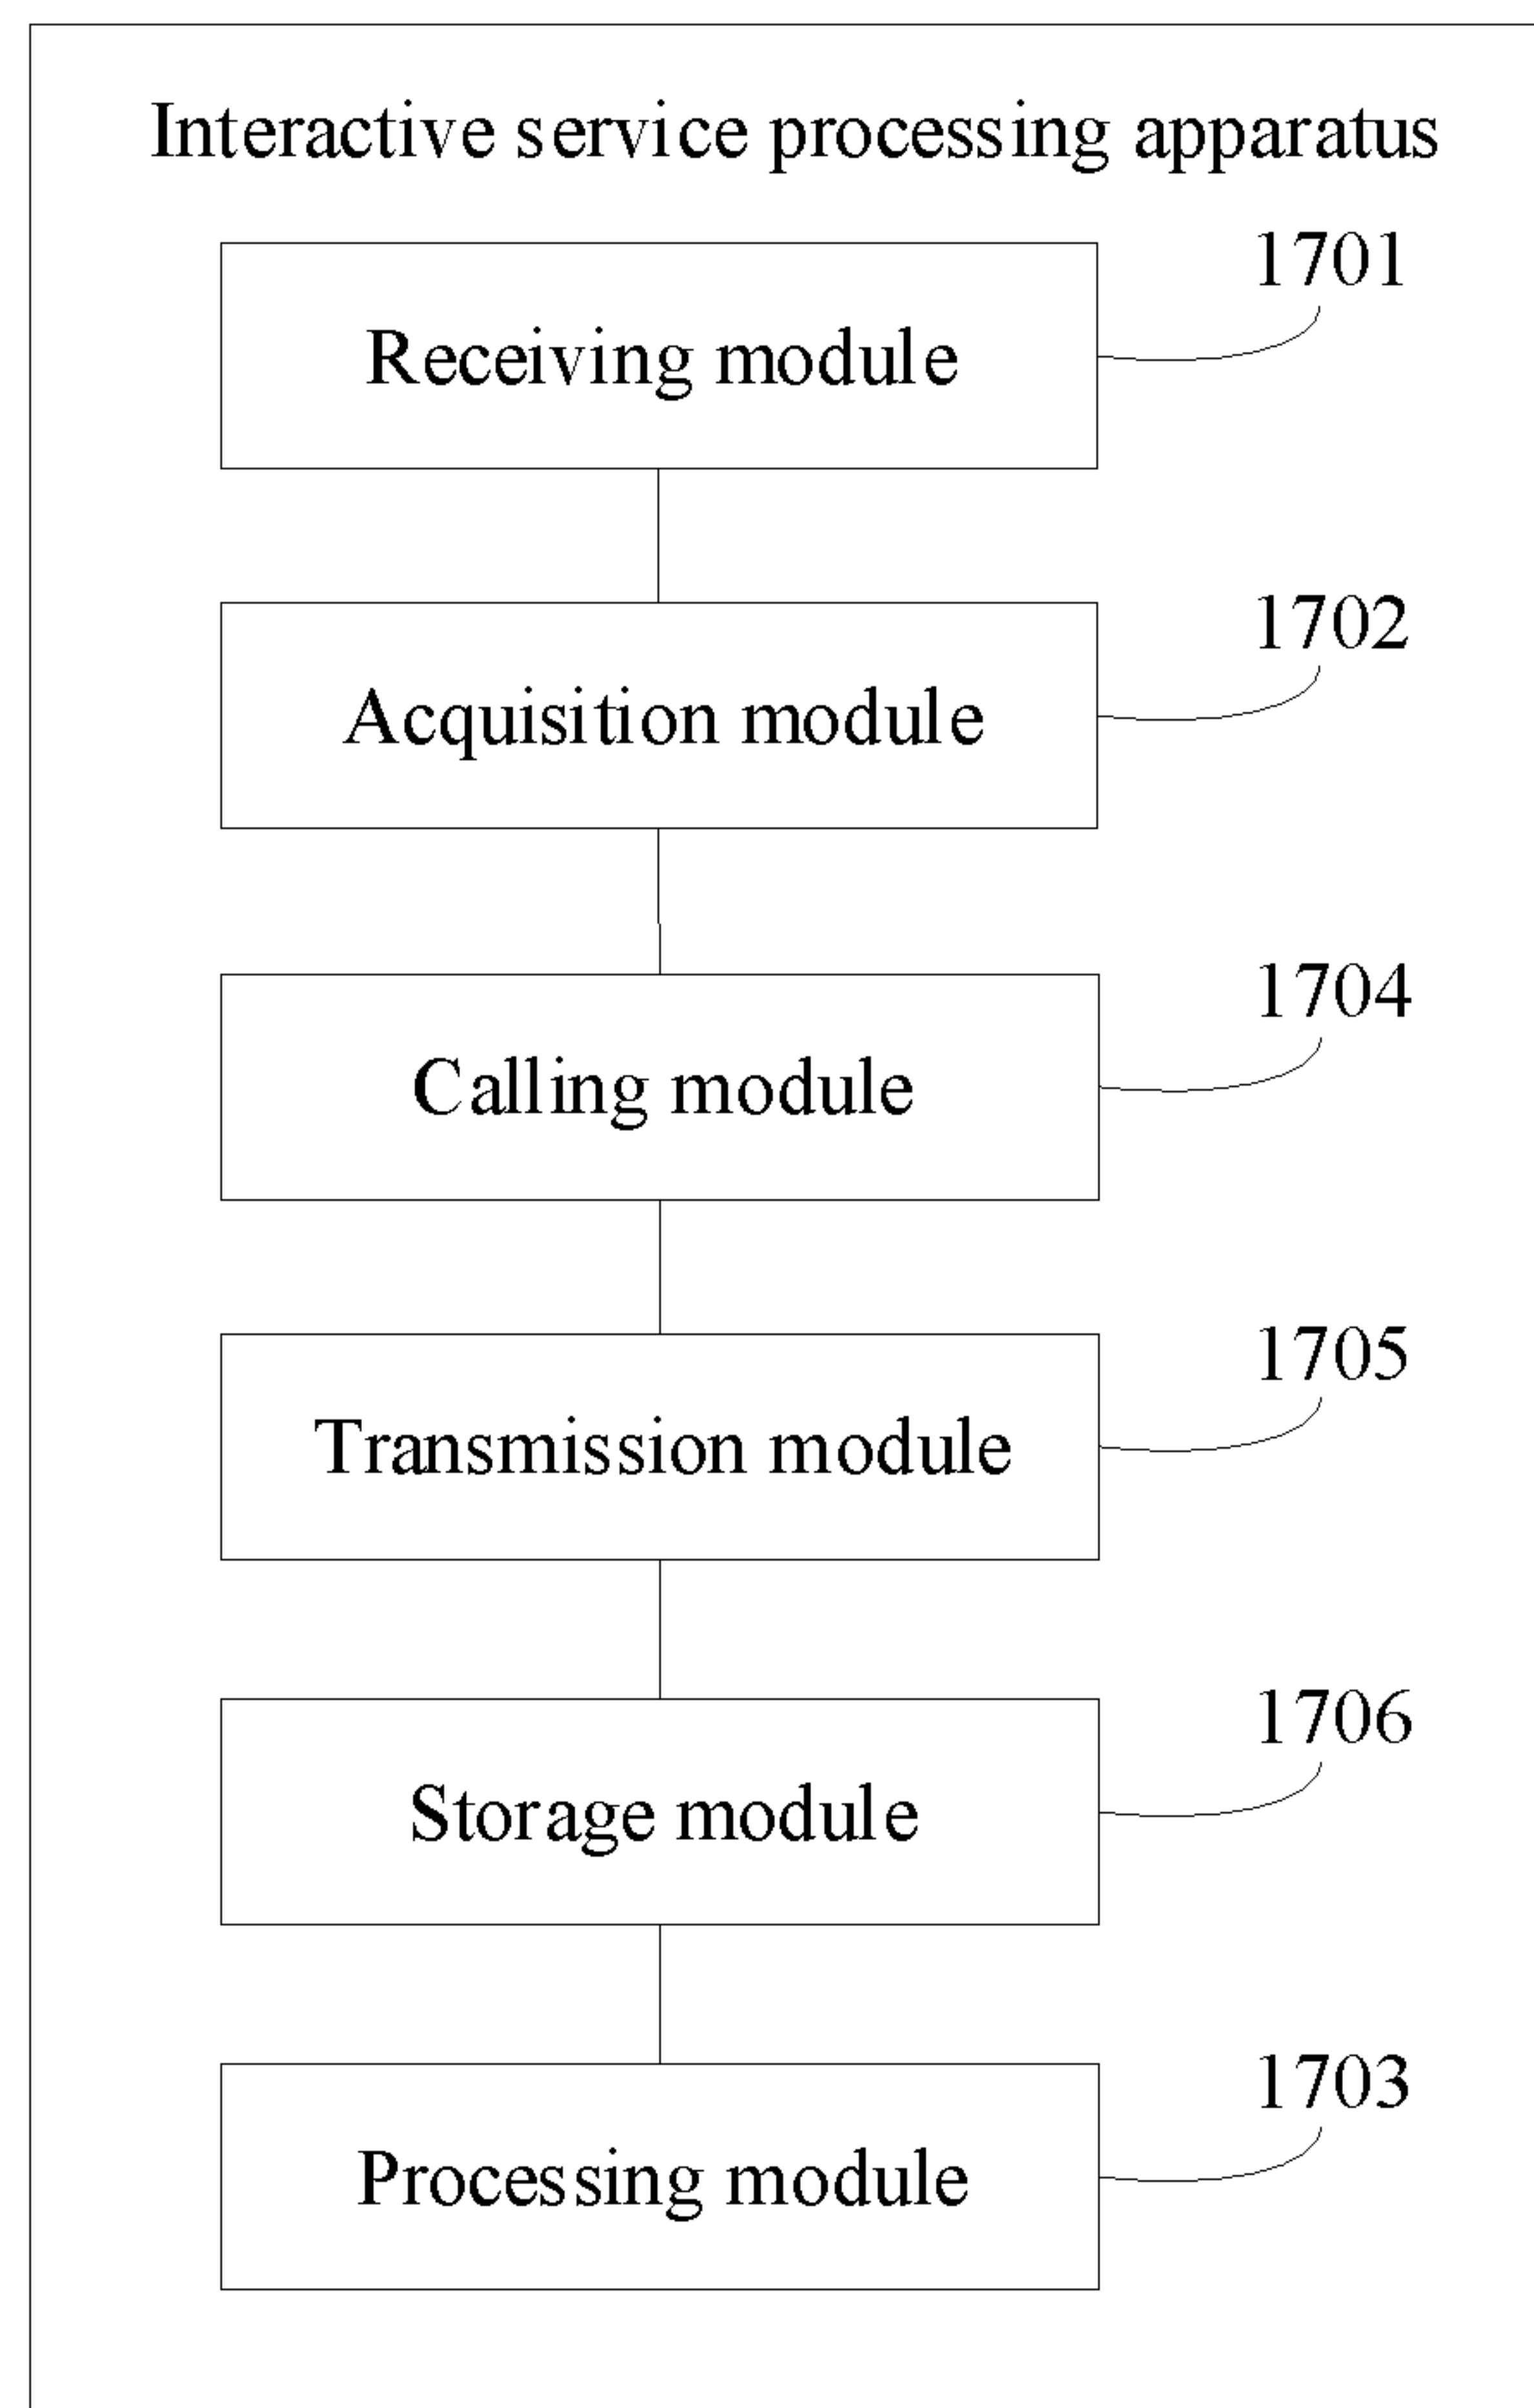 Interactive service processing apparatus
1701
Receiving module
1702
Acquisition module
1704
Calling module
1705
Transmission module
1706
Storage module
1703
Processing module